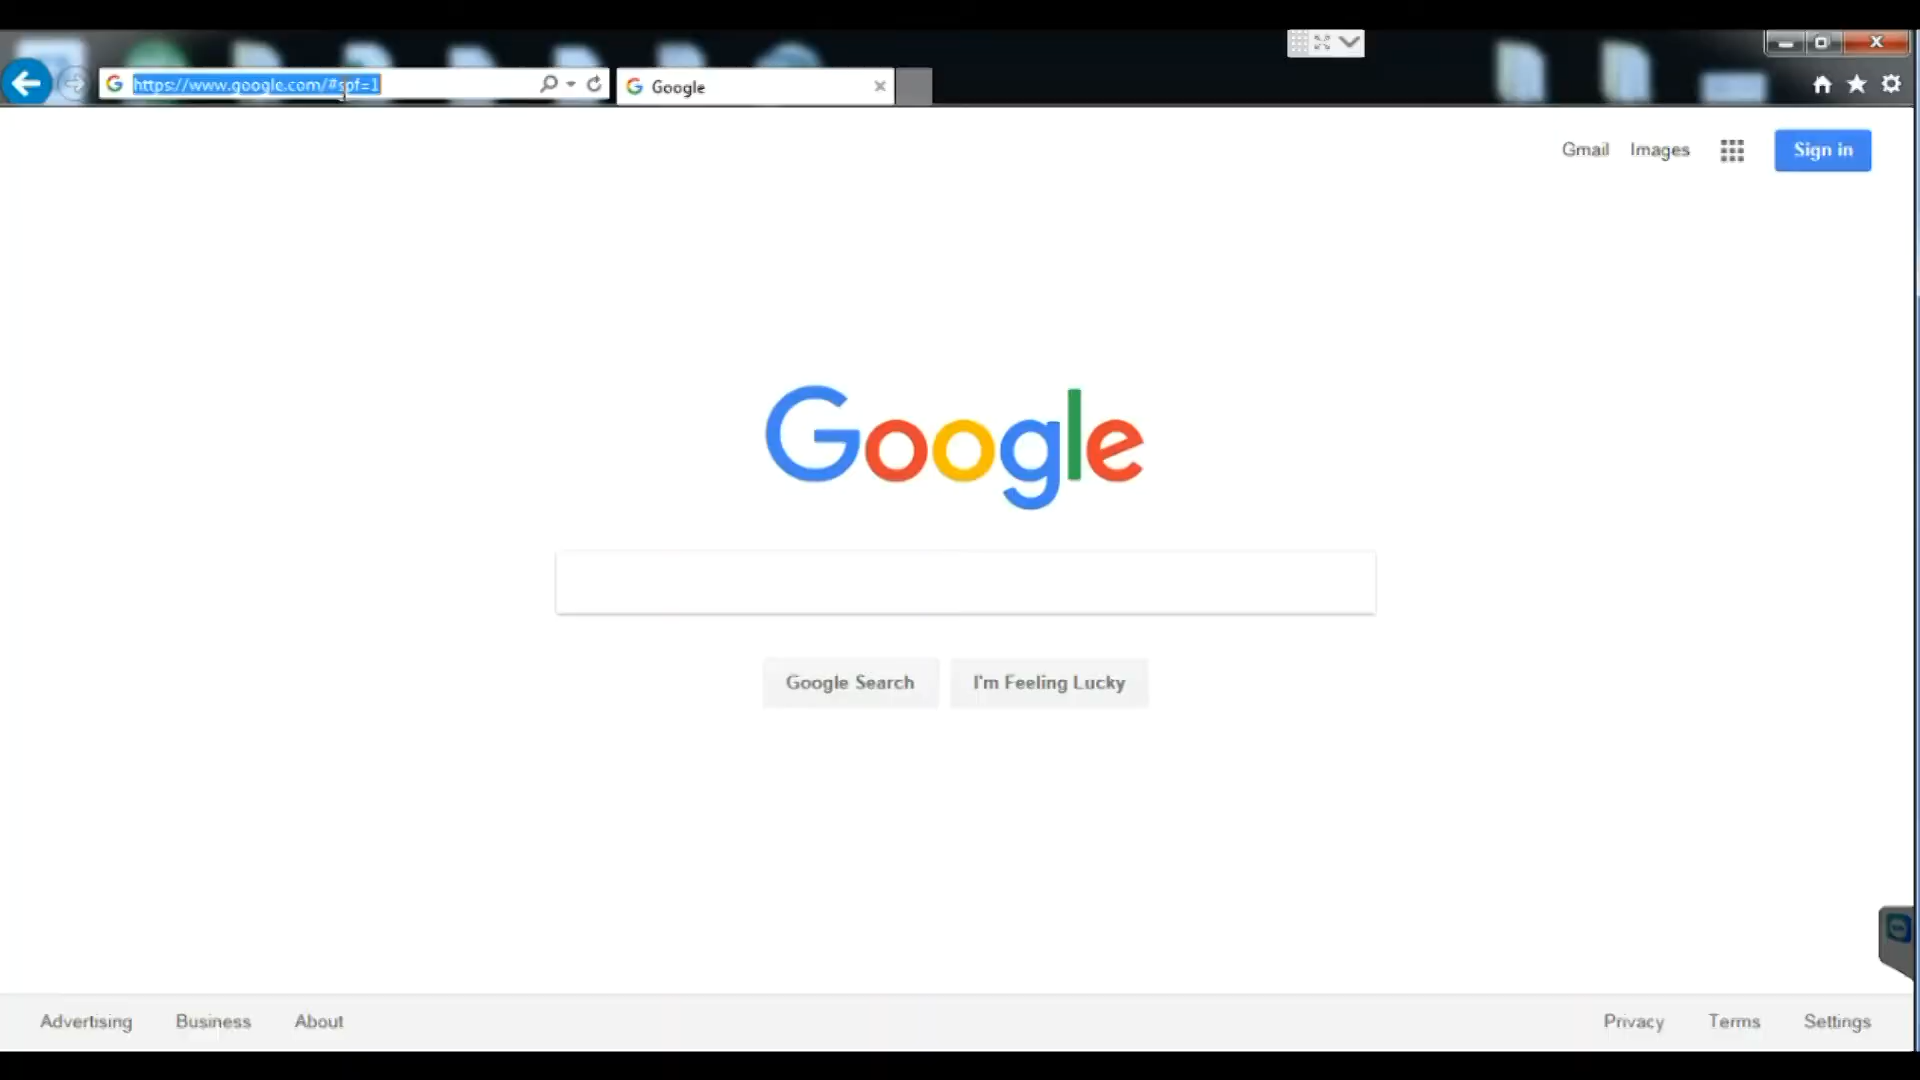 https://www.google.com/#spf=1
Google
Gmail Images Sign in
Google
Google Search I'm Feeling Lucky
Advertising Business About Privacy Terms Settings